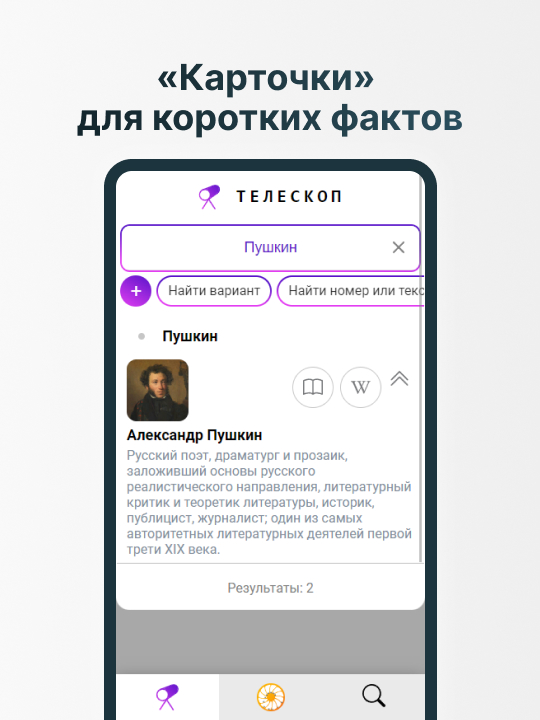 «Карточки»
для коротких фактов
ТЕЛЕСКОП
Пушкин
Найти вариант
Найти номер или текс
Пушкин
W
Александр Пушкин
Русский поэт, драматург и прозаик,
заложивший основы русского
реалистического направления, литературный
критик и теоретик литературы, историк,
публицист, журналист; один из самых
авторитетных литературных деятелей первой
трети XIX века.
Результаты: 2